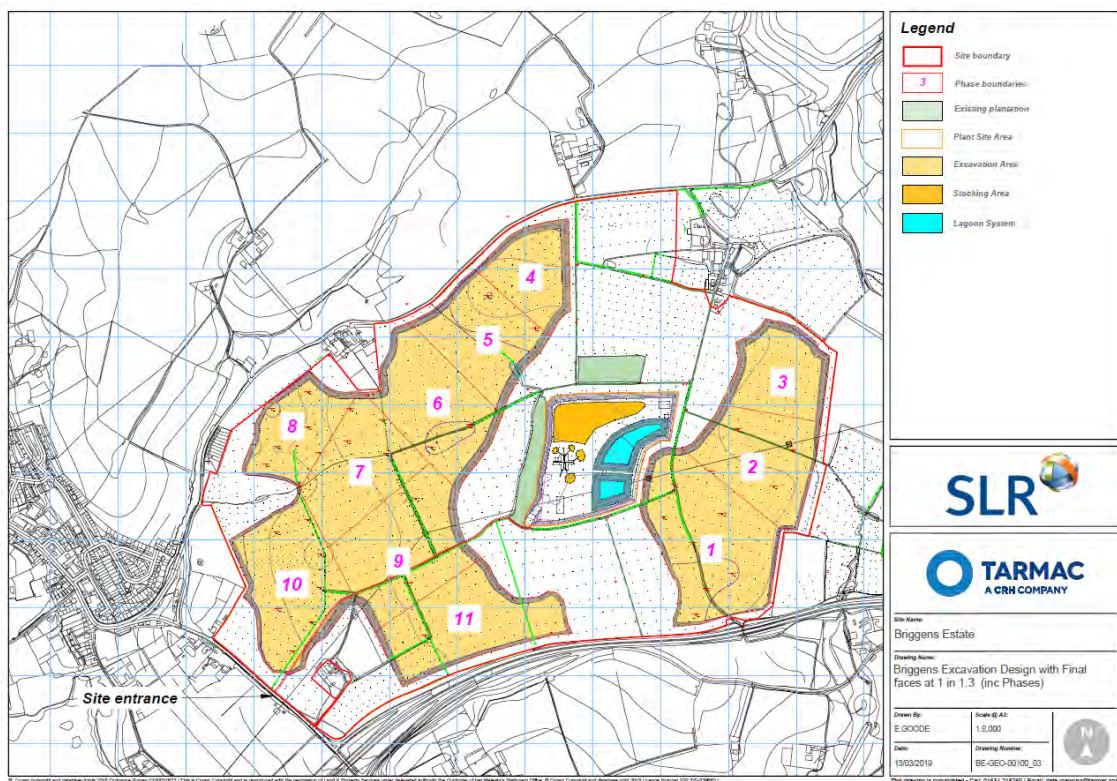 Legend
Site boundary
3
Phase boundaries
Existing plantation
Plant Site Area
Excavation Area
Stocking Area
Lagoon System
4
5
3
6
8
2
7
1
9
10
11
Site entrance
SLR
TARMAC
A CRH COMPANY
Site Name:
Briggens Estate
Drawing Name:
Briggens Excavation Design with Final
faces at 1 in 1.3 (inc Phases)
Drawn By:
E.GOODE
Scale @ A3:
1:8,000
Date:
13/03/2019
Drawing Number:
BE-GEO-00100_03
N